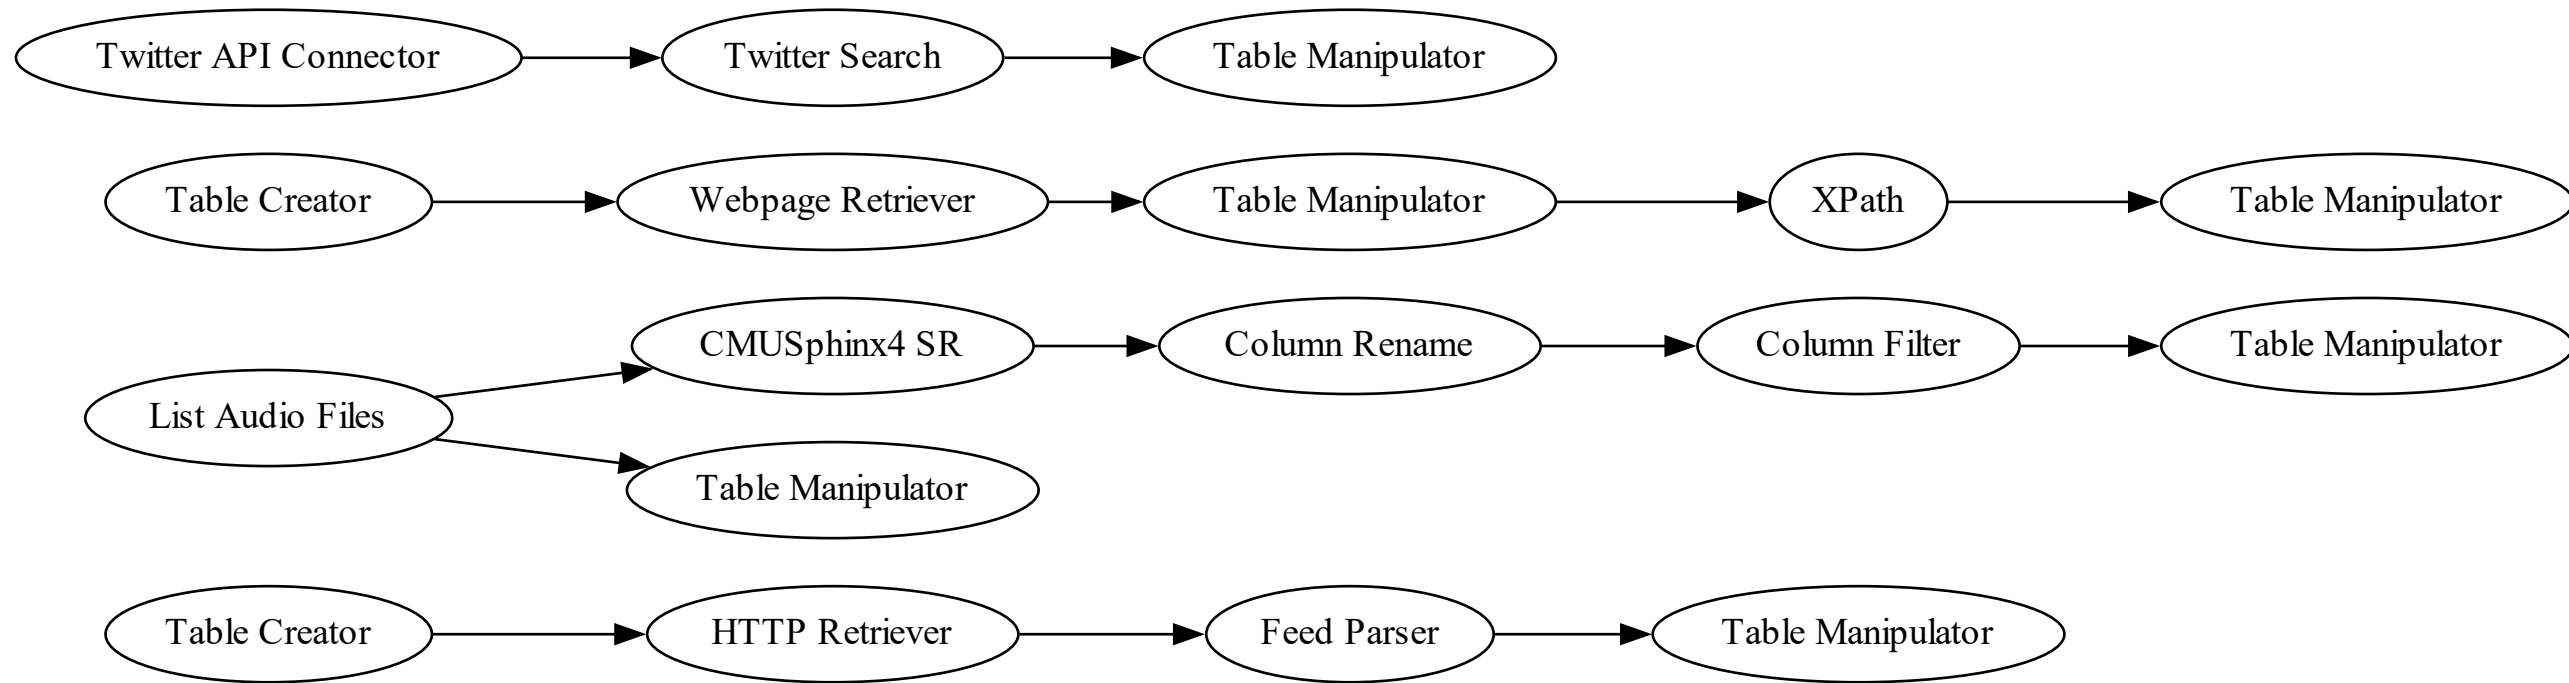 Twitter API Connector
Twitter Search
Table Manipulator
Table Creator
Webpage Retriever
Table Manipulator
XPath
Table Manipulator
List Audio Files
CMUSphinx4 SR
Column Rename
Column Filter
Table Manipulator
Table Manipulator
Table Creator
HTTP Retriever
Feed Parser
Table Manipulator